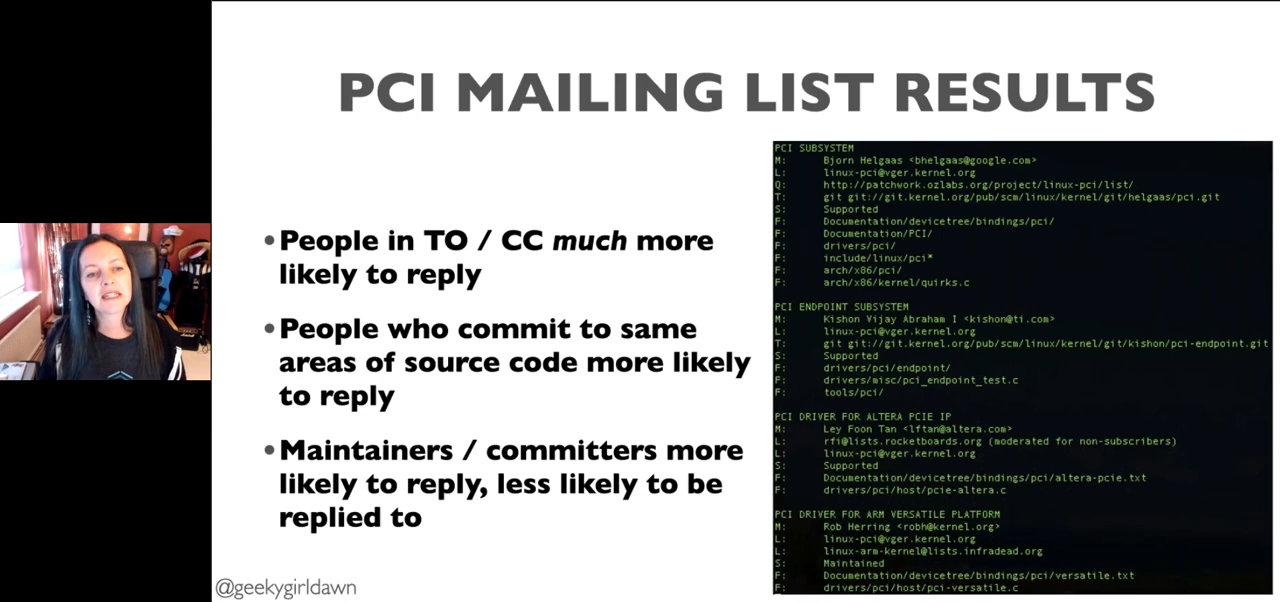 PCI MAILING LIST RESULTS
•People in TO / CC much more
likely to reply
•People who commit to same
areas of source code more likely
to reply
•Maintainers / committers more
likely to reply, less likely to be
replied to
PCI SUBSYSTEM
M: Bjorn Helgaas <bhelgaas@google.com>
L: linux-pci@vger.kernel.org
Q: http://patchwork.ozlabs.org/project/linux-pci/list/
T: git git://git.kernel.org/pub/scm/linux/kernel/git/helgaas/pci.git
S: Supported
F: Documentation/devicetree/bindings/pci/
F: Documentation/PCI/
F: drivers/pci/
F: include/linux/pci*
F: arch/x86/pci/
F: arch/x86/kernel/quirks.c
PCI ENDPOINT SUBSYSTEM
M: Kishon Vijay Abraham I <kishon@ti.com>
L: linux-pci@vger.kernel.org
T: git git://git.kernel.org/pub/scm/linux/kernel/git/kishon/pci-endpoint.git
S: Supported
F: drivers/pci/endpoint/
F: drivers/misc/pci_endpoint_test.c
F: tools/pci/
PCI DRIVER FOR ALTERA PCIE IP
M: Ley Foon Tan <lftan@altera.com>
L: rfi@lists.rocketboards.org (moderated for non-subscribers)
L: linux-pci@vger.kernel.org
S: Supported
F: Documentation/devicetree/bindings/pci/altera-pcie.txt
F: drivers/pci/host/pcie-altera.c
PCI DRIVER FOR ARM VERSATILE PLATFORM
M: Rob Herring <robh@kernel.org>
L: linux-pci@vger.kernel.org
L: linux-arm-kernel@lists.infradead.org
S: Maintained
F: Documentation/devicetree/bindings/pci/versatile.txt
F: drivers/pci/host/pci-versatile.c
@geekygirldawn